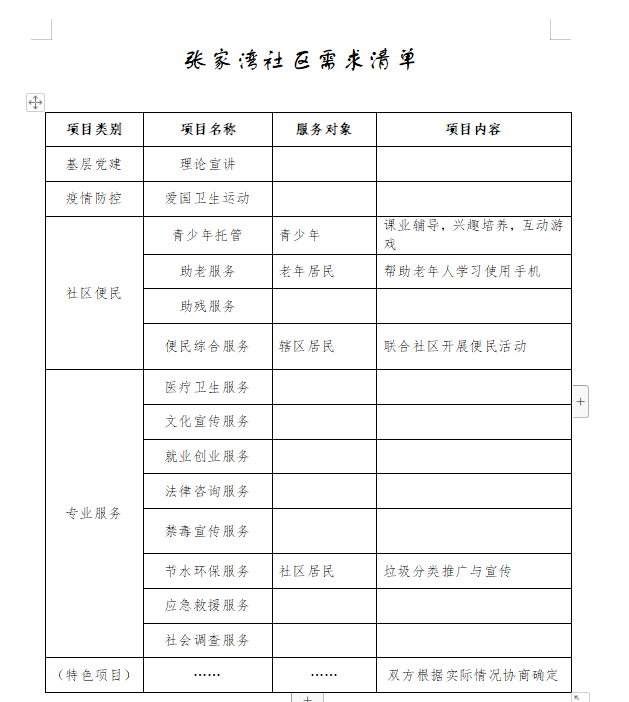 张家湾社区需求清单
项目类别 项目名称 服务对象 项目内容
基层党建 理论宣讲
疫情防控 爱国卫生运动
社区便民 青少年托管 青少年 课业辅导，兴趣培养，互动游
戏
助老服务 老年居民 帮助老年人学习使用手机
助残服务
便民综合服务 辖区居民 联合社区开展便民活动
专业服务 医疗卫生服务
文化宣传服务
就业创业服务
法律咨询服务
禁毒宣传服务
节水环保服务 社区居民 垃圾分类推广与宣传
应急救援服务
社会调查服务
（特色项目） …… …… 双方根据实际情况协商确定